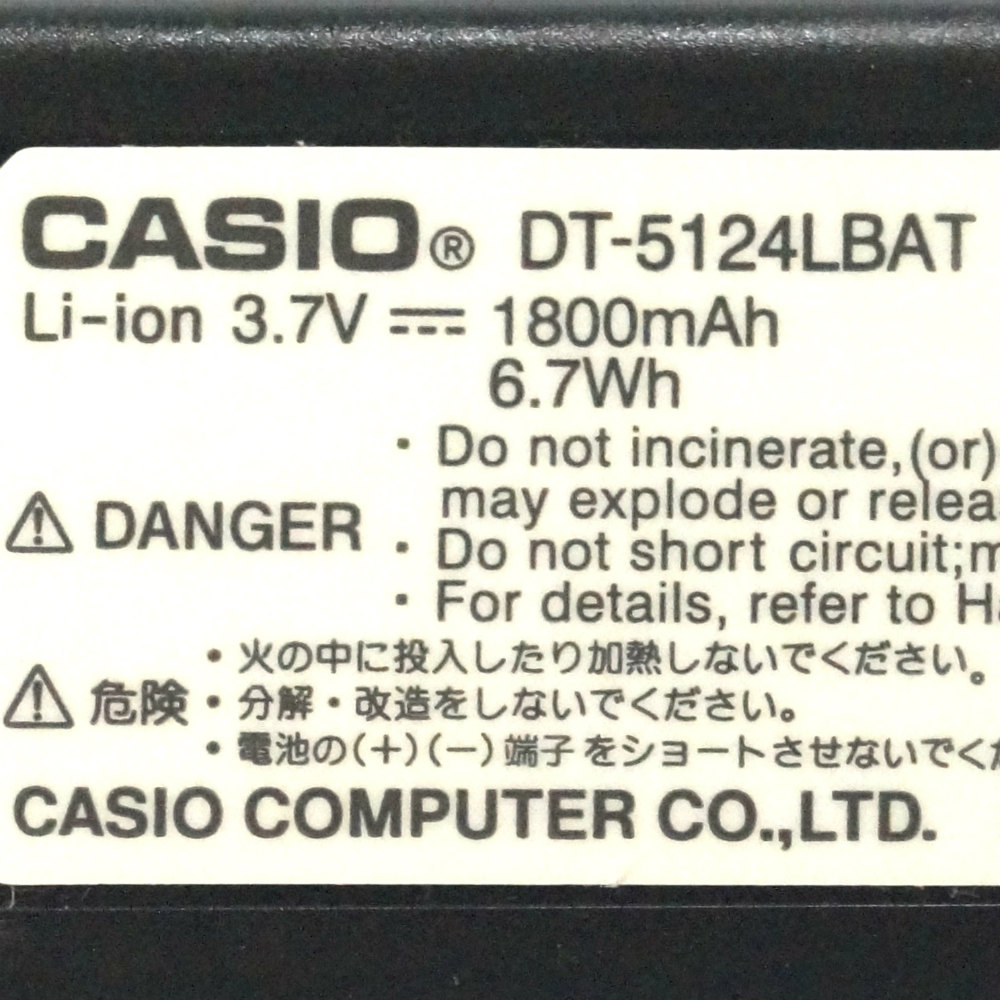 CASIO® DT-5124LBAT
Li-ion 3.7V ⎓ 1800mAh
6.7Wh
・Do not incinerate,(or)
may explode or relea
⚠ DANGER
・Do not short circuit;m
・For details, refer to Ha
・火の中に投入したり加熱しないでください。
⚠ 危険・分解・改造をしないでください。
・電池の(+)(−)端子をショートさせないでくだ
CASIO COMPUTER CO.,LTD.